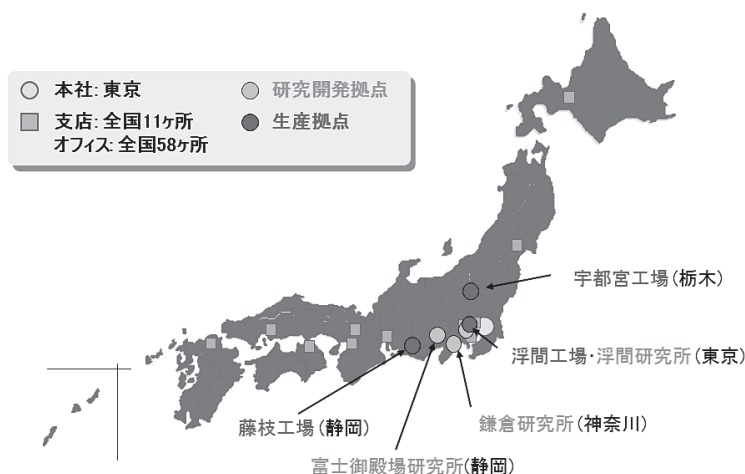 本社:東京
研究開発拠点
支店:全国11ヶ所
生産拠点
オフィス:全国58ヶ所
宇都宮工場(栃木)
浮間工場・浮間研究所(東京)
藤枝工場(静岡)
鎌倉研究所(神奈川)
富士御殿場研究所(静岡)